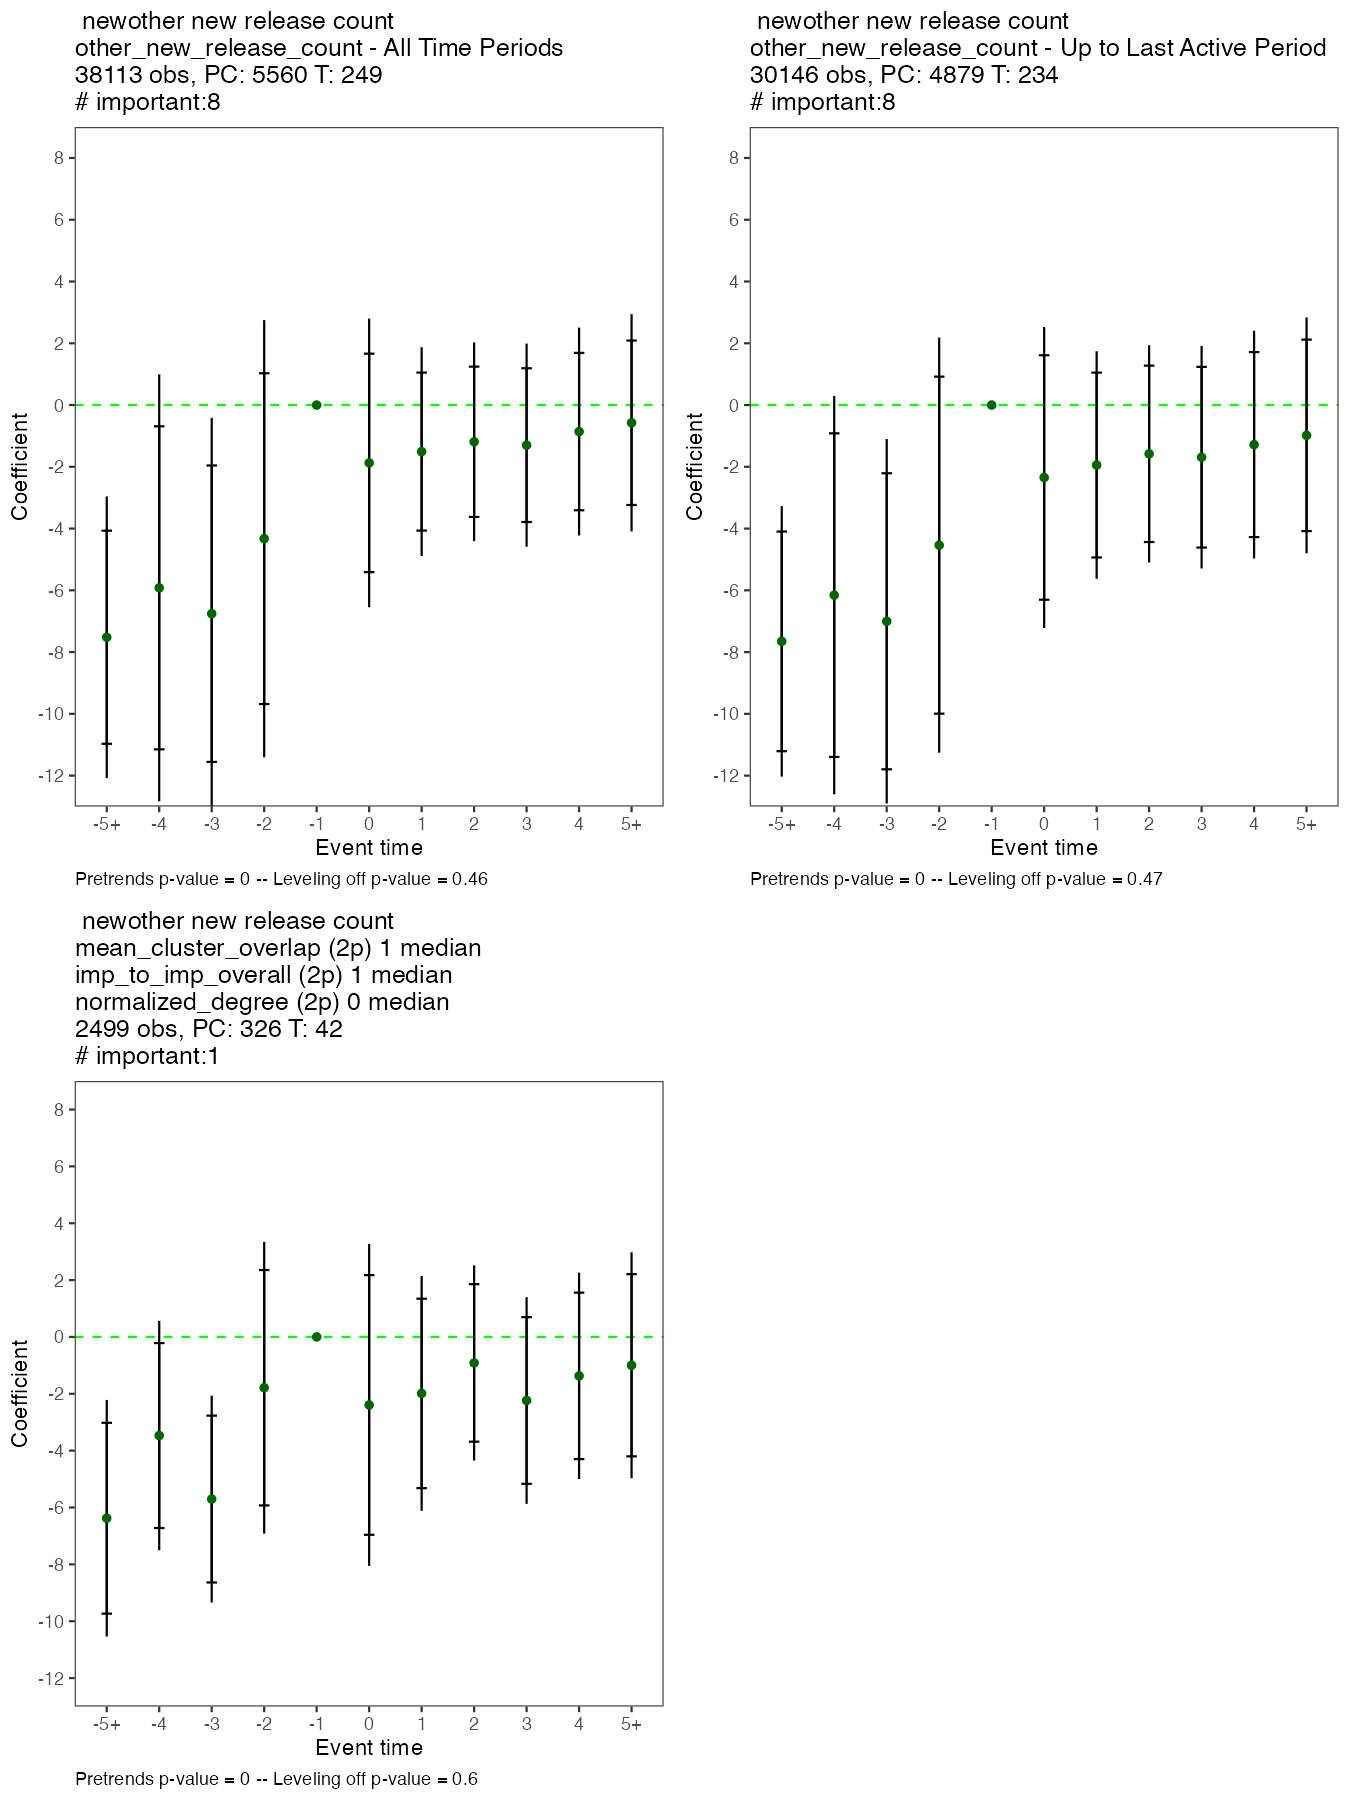 newother new release count
other_new_release_count - All Time Periods
38113 obs, PC: 5560 T: 249
# important:8
8
6
4
2
0
-2
-4
-6
-8
-10
-12
Coefficient
-5+ -4 -3 -2 -1 0 1 2 3 4 5+
Event time
Pretrends p-value = 0 -- Leveling off p-value = 0.46
newother new release count
other_new_release_count - Up to Last Active Period
30146 obs, PC: 4879 T: 234
# important:8
8
6
4
2
0
-2
-4
-6
-8
-10
-12
Coefficient
-5+ -4 -3 -2 -1 0 1 2 3 4 5+
Event time
Pretrends p-value = 0 -- Leveling off p-value = 0.47
newother new release count
mean_cluster_overlap (2p) 1 median
imp_to_imp_overall (2p) 1 median
normalized_degree (2p) 0 median
2499 obs, PC: 326 T: 42
# important:1
8
6
4
2
0
-2
-4
-6
-8
-10
-12
Coefficient
-5+ -4 -3 -2 -1 0 1 2 3 4 5+
Event time
Pretrends p-value = 0 -- Leveling off p-value = 0.6